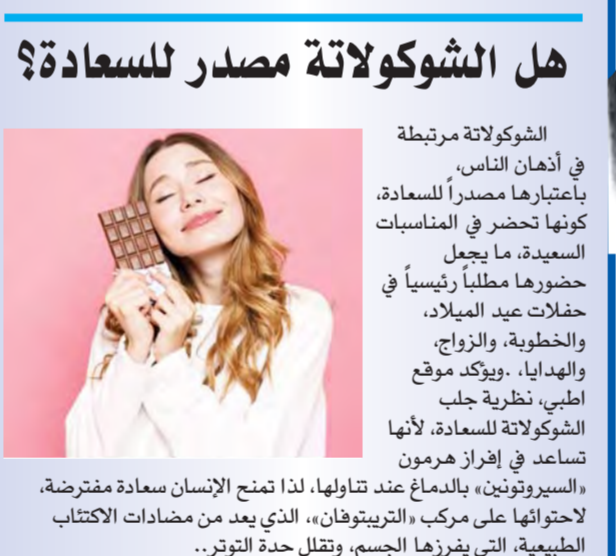 هل الشوكولاتة مصدر للسعادة؟
الشوكولاتة مرتبطة
في أذهان الناس،
باعتبارها مصدراً للسعادة،
كونها تحضر في المناسبات
السعيدة، ما يجعل
حضورها مطلباً رئيسياً في
حفلات عيد الميلاد،
والخطوبة، والزواج،
والهدايا، .ويؤكد موقع
اطبي، نظرية جلب
الشوكولاتة للسعادة، لأنها
تساعد في إفراز هرمون
«السيروتونين» بالدماغ عند تناولها، لذا تمنح الإنسان سعادة مفترضة،
لاحتوائها على مركب «التريبتوفان»، الذي يعد من مضادات الاكتئاب
الطبيعية، التي يفرزها الجسم، وتقلل حدة التوتر..